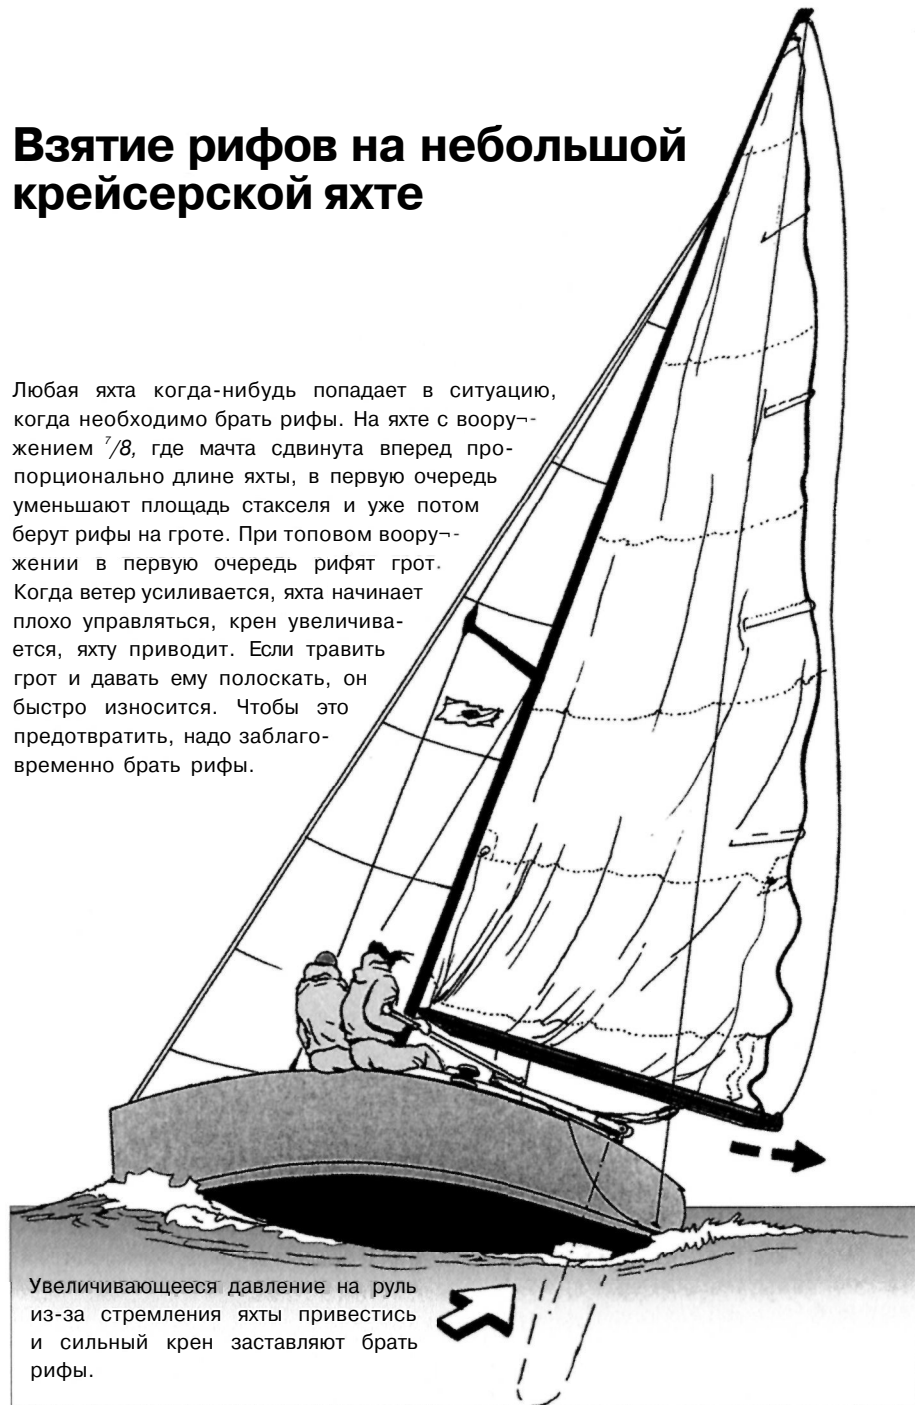 Взятие рифов на небольшой
крейсерской яхте
Любая яхта когда-нибудь попадает в ситуацию,
когда необходимо брать рифы. На яхте с воору¬-
жением 7/8, где мачта сдвинута вперед про-
порционально длине яхты, в первую очередь
уменьшают площадь стакселя и уже потом
берут рифы на гроте. При топовом воору¬-
жении в первую очередь рифят грот.
Когда ветер усиливается, яхта начинает
плохо управляться, крен увеличива-
ется, яхту приводит. Если травить
грот и давать ему полоскать, он
быстро износится. Чтобы это
предотвратить, надо заблаго-
временно брать рифы.
Увеличивающееся давление на руль
из-за стремления яхты привестись
и сильный крен заставляют брать
рифы.